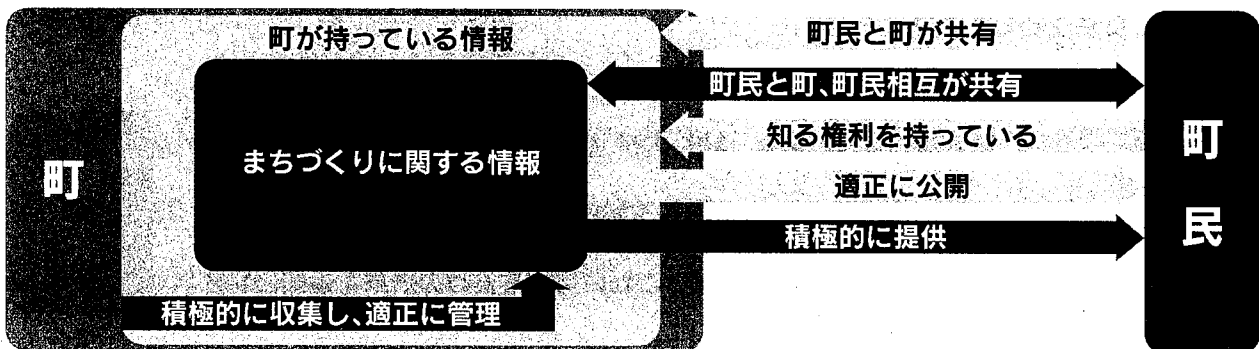 町が持っている情報
町民と町が共有
町民と町、町民相互が共有
知る権利を持っている
まちづくりに関する情報
町
適正に公開
町民
積極的に提供
積極的に収集し、適正に管理